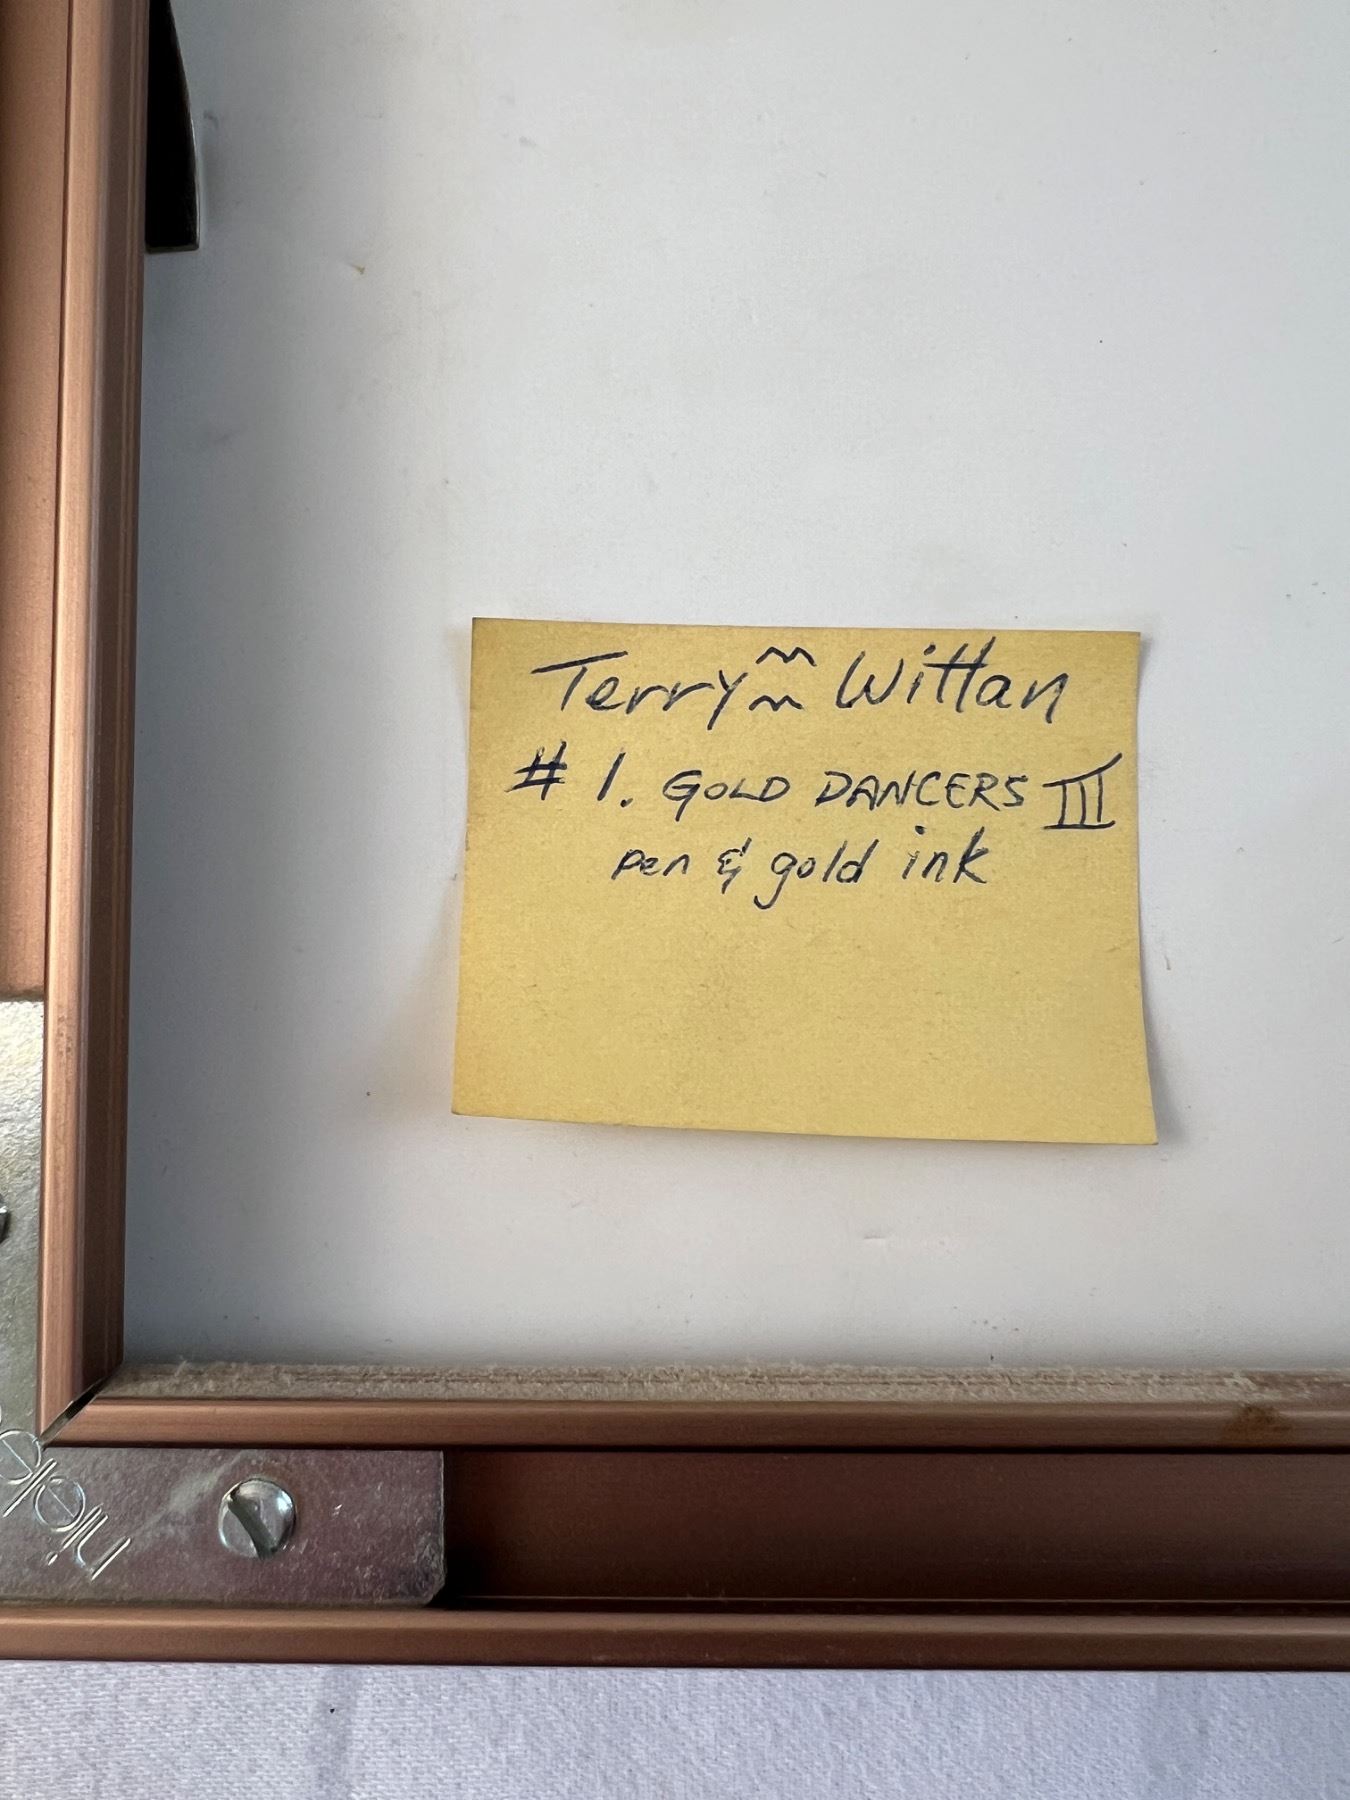 Terry Wittan
# 1. GOLD DANCERS III
pen & gold ink